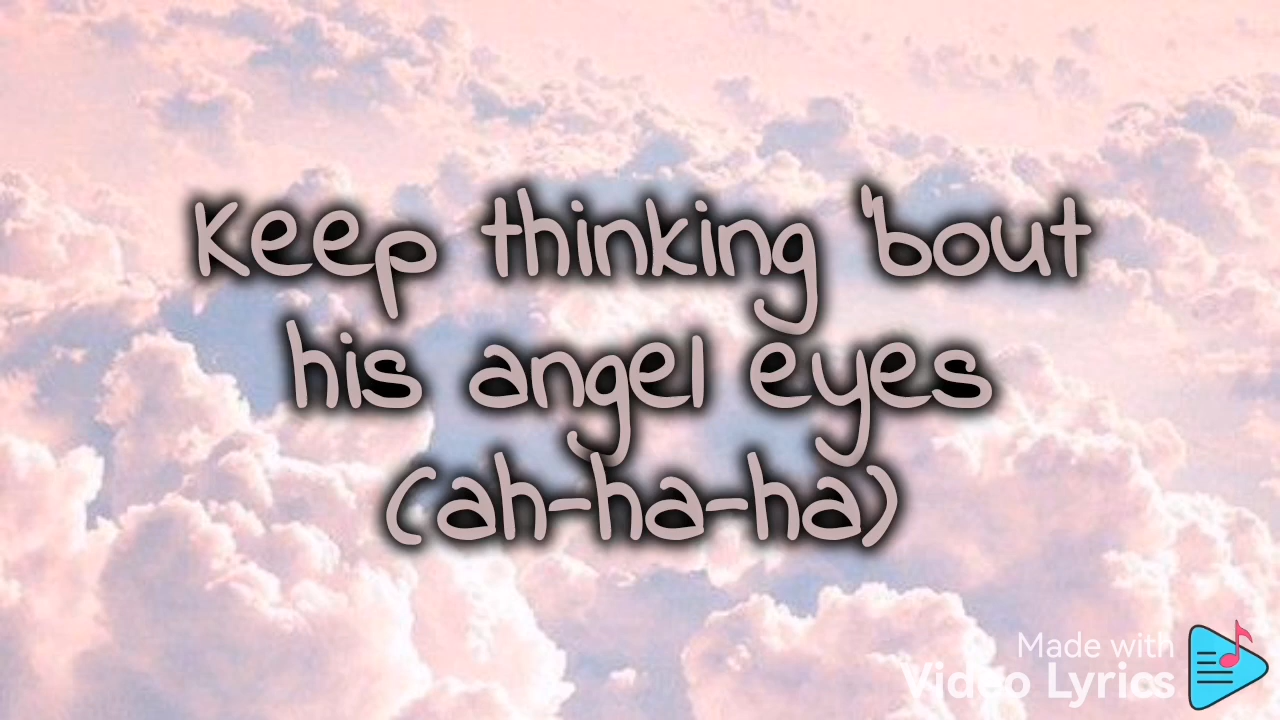 Keep thinking 'bout
his angel eyes
(ah-ha-ha)
Made with
Video Lyrics